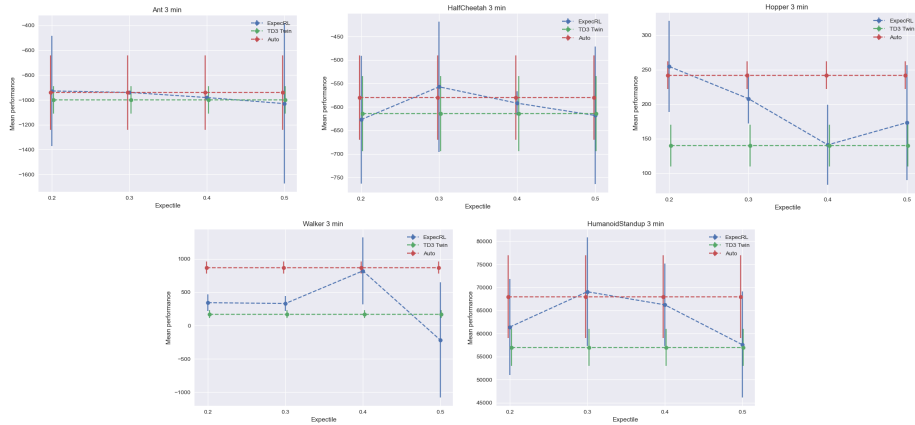 Ant 3 min
ExpecRL
TD3 Twin
Auto
Mean performance
−400
−600
−800
−1000
−1200
−1400
−1600
0.2
0.3
0.4
0.5
Expectile
HalfCheetah 3 min
ExpecRL
TD3 Twin
Auto
Mean performance
−450
−500
−550
−600
−650
−700
−750
0.2
0.3
0.4
0.5
Expectile
Hopper 3 min
ExpecRL
TD3 Twin
Auto
Mean performance
300
250
200
150
100
0.2
0.3
0.4
0.5
Expectile
Walker 3 min
ExpecRL
TD3 Twin
Auto
Mean performance
1000
500
0
−500
−1000
0.2
0.3
0.4
0.5
Expectile
HumanoidStandup 3 min
ExpecRL
TD3 Twin
Auto
Mean performance
80000
75000
70000
65000
60000
55000
50000
45000
0.2
0.3
0.4
0.5
Expectile